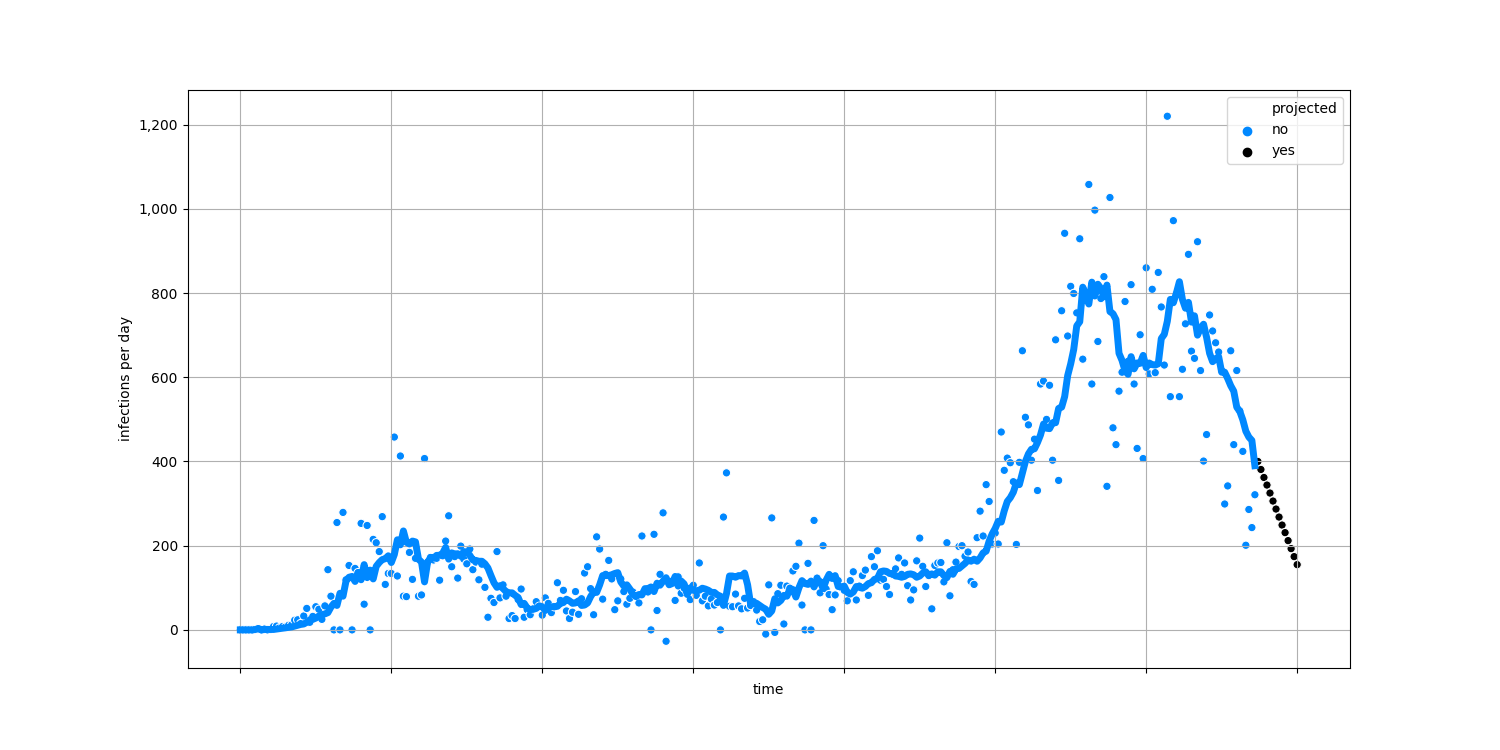 1,200
1,000
800
600
400
200
0
infections per day
time
projected
no
yes